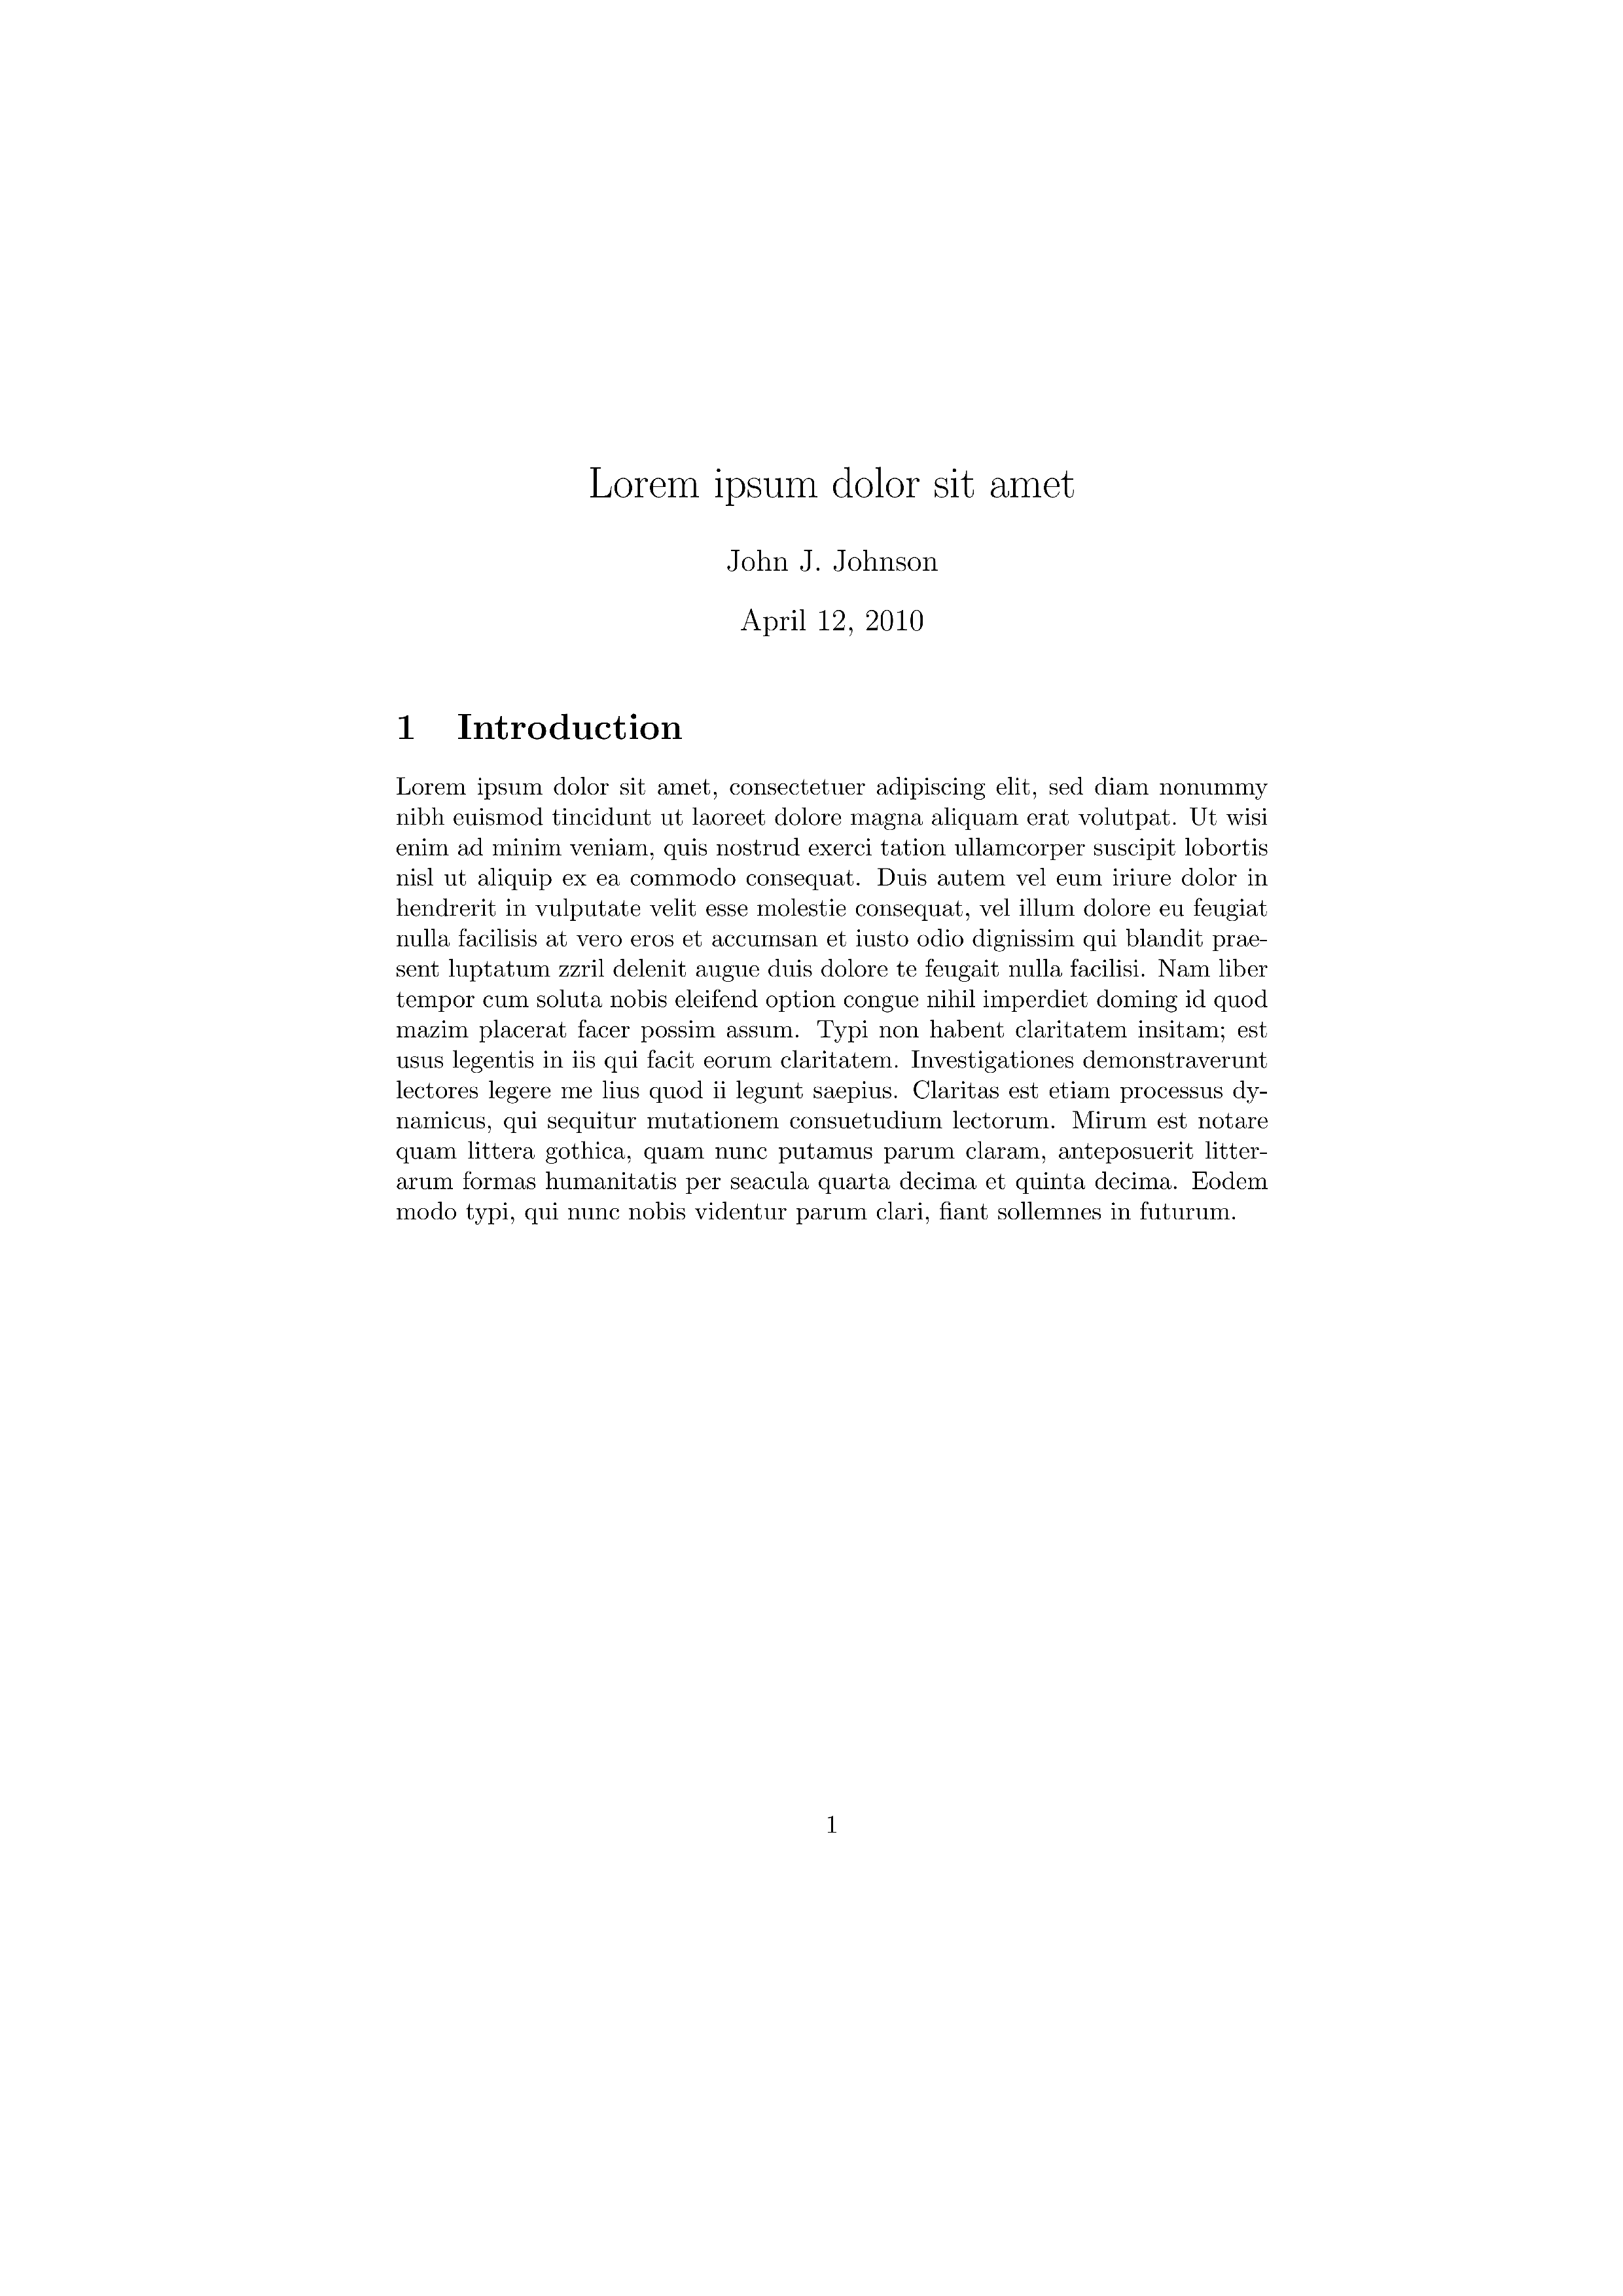 Lorem ipsum dolor sit amet
John J. Johnson
April 12, 2010
1 Introduction
Lorem ipsum dolor sit amet, consectetuer adipiscing elit, sed diam nonummy
nibh euismod tincidunt ut laoreet dolore magna aliquam erat volutpat. Ut wisi
enim ad minim veniam, quis nostrud exerci tation ullamcorper suscipit lobortis
nisl ut aliquip ex ea commodo consequat. Duis autem vel eum iriure dolor in
hendrerit in vulputate velit esse molestie consequat, vel illum dolore eu feugiat
nulla facilisis at vero eros et accumsan et iusto odio dignissim qui blandit prae-
sent luptatum zzril delenit augue duis dolore te feugait nulla facilisi. Nam liber
tempor cum soluta nobis eleifend option congue nihil imperdiet doming id quod
mazim placerat facer possim assum. Typi non habent claritatem insitam; est
usus legentis in iis qui facit eorum claritatem. Investigationes demonstraverunt
lectores legere me lius quod ii legunt saepius. Claritas est etiam processus dy-
namicus, qui sequitur mutationem consuetudium lectorum. Mirum est notare
quam littera gothica, quam nunc putamus parum claram, anteposuerit litter-
arum formas humanitatis per seacula quarta decima et quinta decima. Eodem
modo typi, qui nunc nobis videntur parum clari, fiant sollemnes in futurum.
1